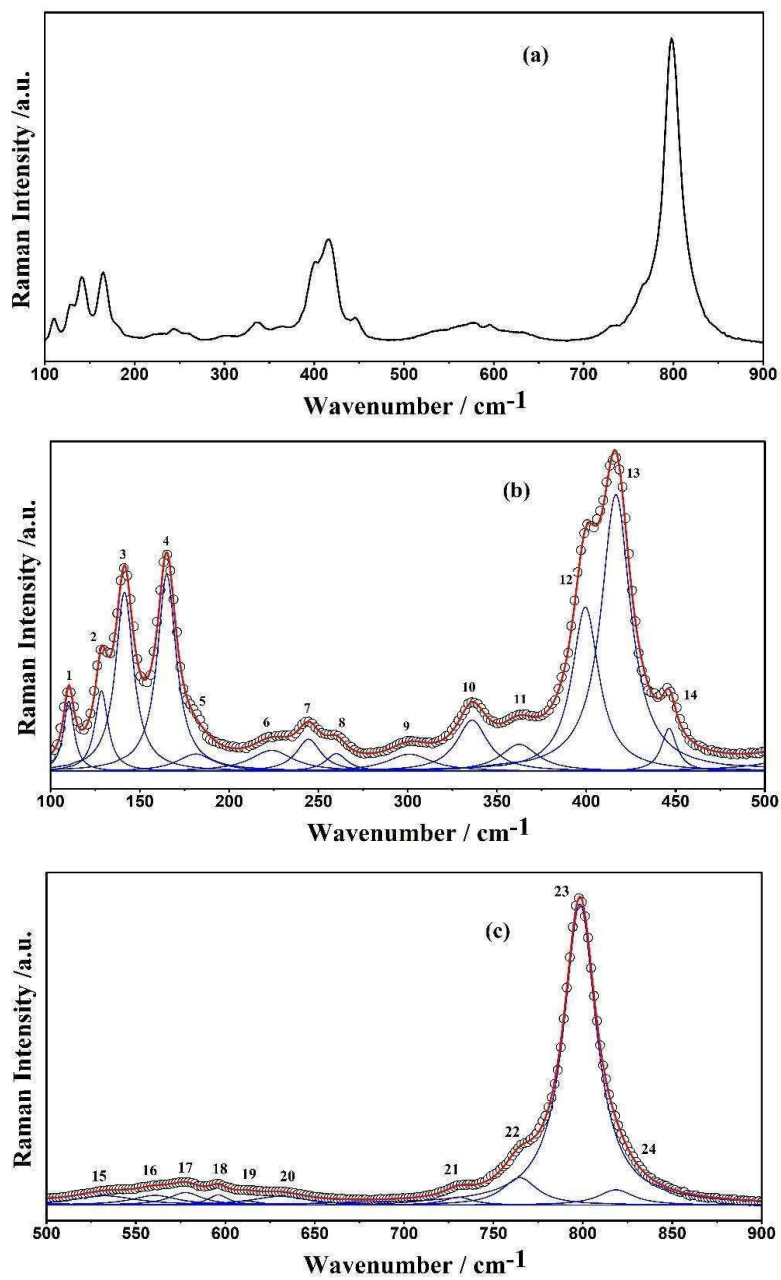 (a)
Raman Intensity /a.u.
100 200 300 400 500 600 700 800 900
Wavenumber / cm-1
(b)
Raman Intensity /a.u.
1 2 3 4 5 6 7 8 9 10 11 12 13 14
100 150 200 250 300 350 400 450 500
Wavenumber / cm-1
(c)
Raman Intensity /a.u.
15 16 17 18 19 20 21 22 23 24
500 550 600 650 700 750 800 850 900
Wavenumber / cm-1